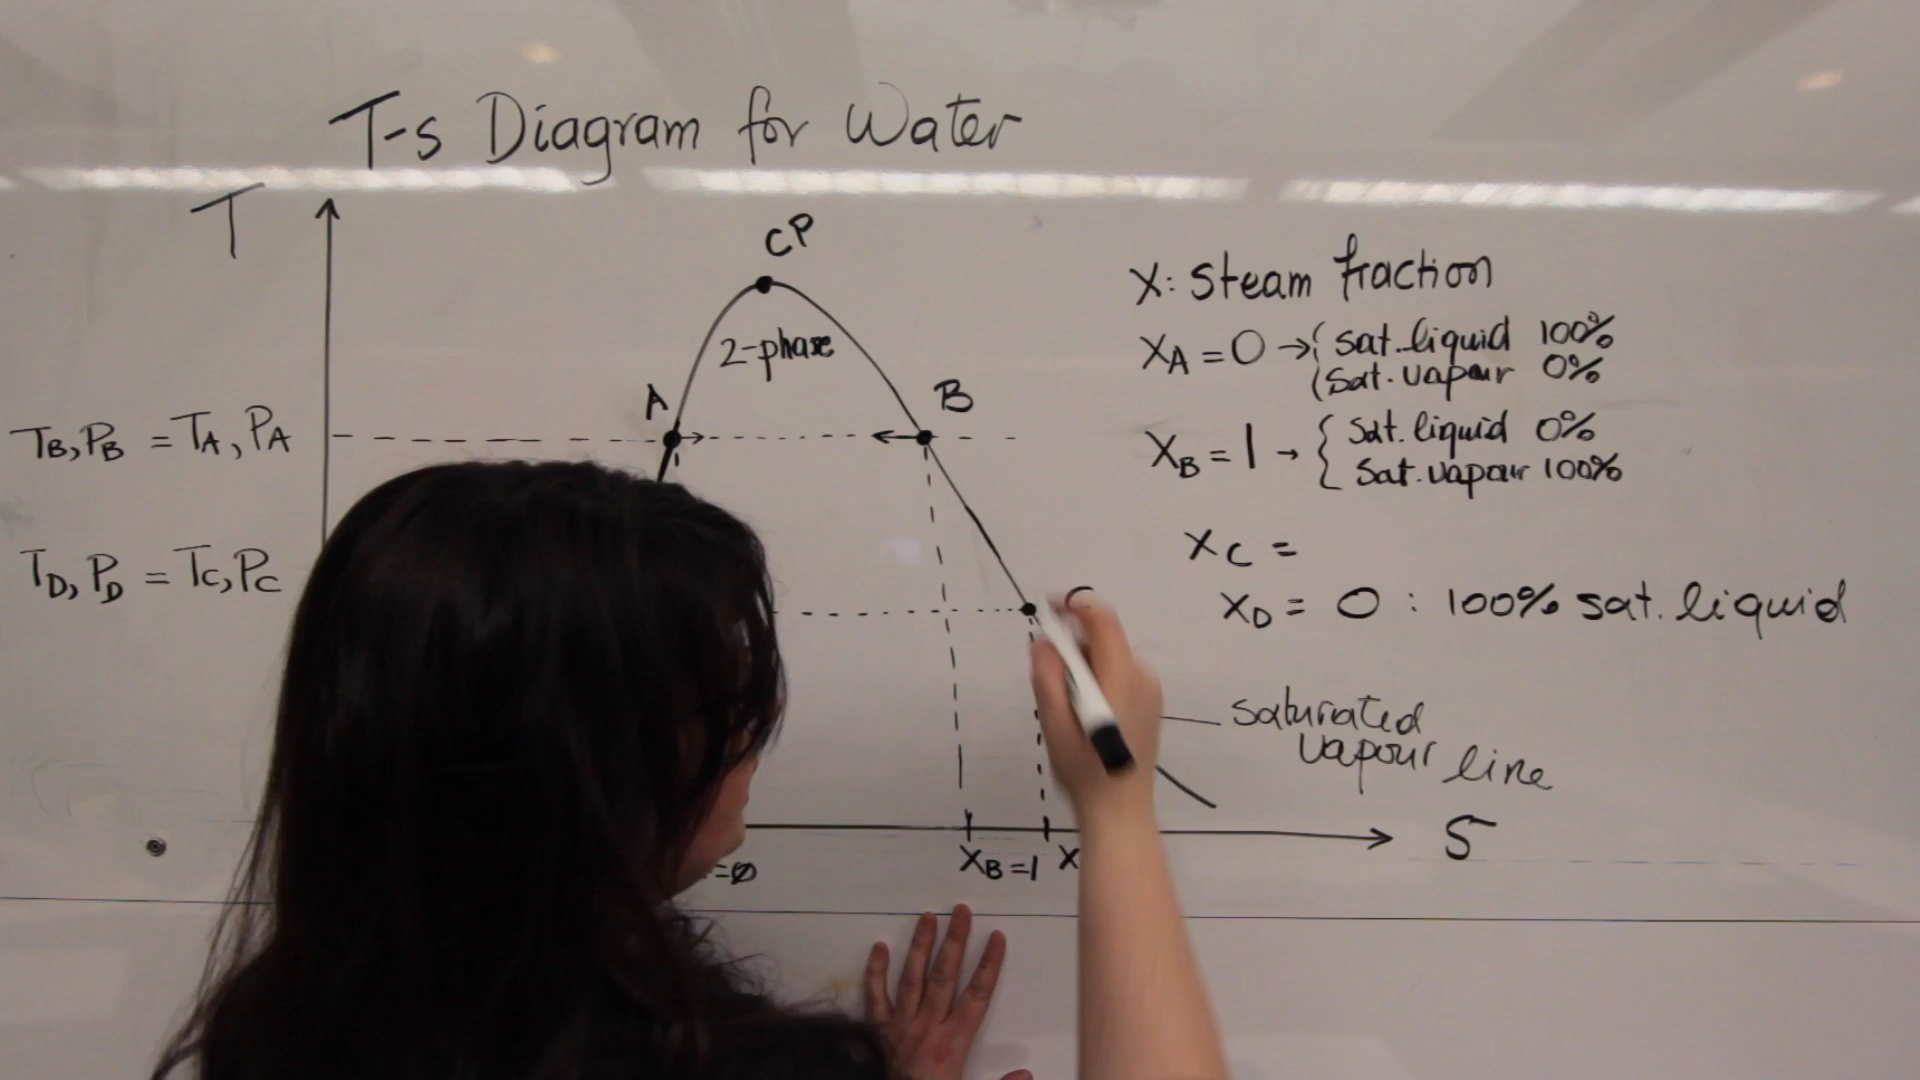 T-s Diagram for Water
T
CP
2-phase
A
B
TB, PB = TA, PA
TD, PD = TC, PC
C
XB=1
X
=0
S
X: Steam fraction
XA = 0 → { sat. liquid 100%
sat. vapour 0%
XB = 1 → { sat. liquid 0%
sat. vapour 100%
XC =
XD = 0 : 100% sat. liquid
saturated
vapour line